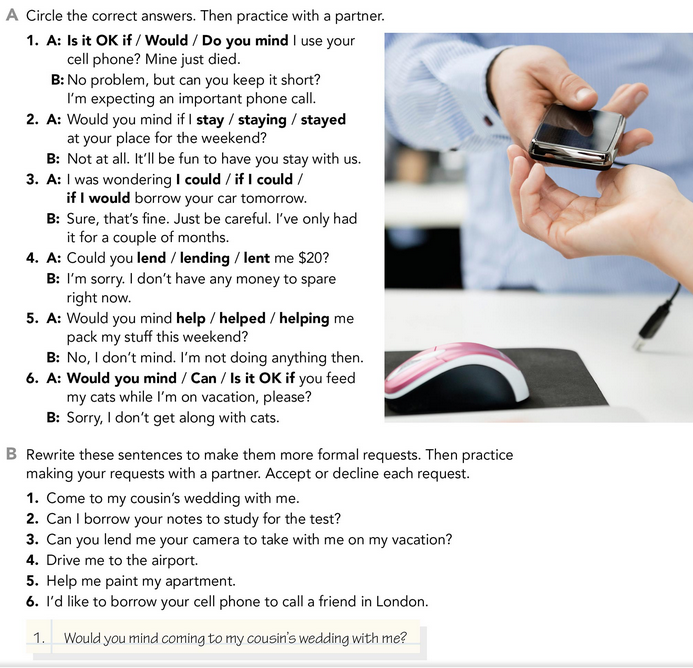 A Circle the correct answers. Then practice with a partner.
1. A: Is it OK if / Would / Do you mind I use your
cell phone? Mine just died.
B: No problem, but can you keep it short?
I'm expecting an important phone call.
2. A: Would you mind if I stay / staying / stayed
at your place for the weekend?
B: Not at all. It'll be fun to have you stay with us.
3. A: I was wondering I could / if I could /
if I would borrow your car tomorrow.
B: Sure, that's fine. Just be careful. I've only had
it for a couple of months.
4. A: Could you lend / lending / lent me $20?
B: I'm sorry. I don't have any money to spare
right now.
5. A: Would you mind help / helped / helping me
pack my stuff this weekend?
B: No, I don't mind. I'm not doing anything then.
6. A: Would you mind / Can / Is it OK if you feed
my cats while I'm on vacation, please?
B: Sorry, I don't get along with cats.
B Rewrite these sentences to make them more formal requests. Then practice
making your requests with a partner. Accept or decline each request.
1. Come to my cousin's wedding with me.
2. Can I borrow your notes to study for the test?
3. Can you lend me your camera to take with me on my vacation?
4. Drive me to the airport.
5. Help me paint my apartment.
6. I'd like to borrow your cell phone to call a friend in London.
1. Would you mind coming to my cousin's wedding with me?